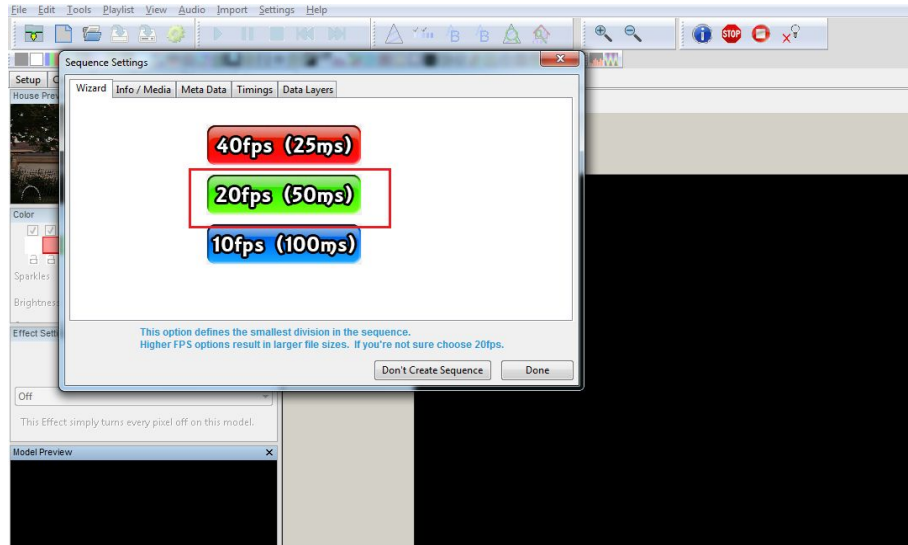 File Edit Tools Playlist View Audio Import Settings Help
STOP
Sequence Settings
Setup
House Prev
Wizard Info / Media Meta Data Timings Data Layers
40fps (25ms)
20fps (50ms)
10fps (100ms)
Color
Sparkles
Brightness
This option defines the smallest division in the sequence.
Higher FPS options result in larger file sizes. If you're not sure choose 20fps.
Effect Setti
Don't Create Sequence Done
Off
This Effect simply turns every pixel off on this model.
Model Preview